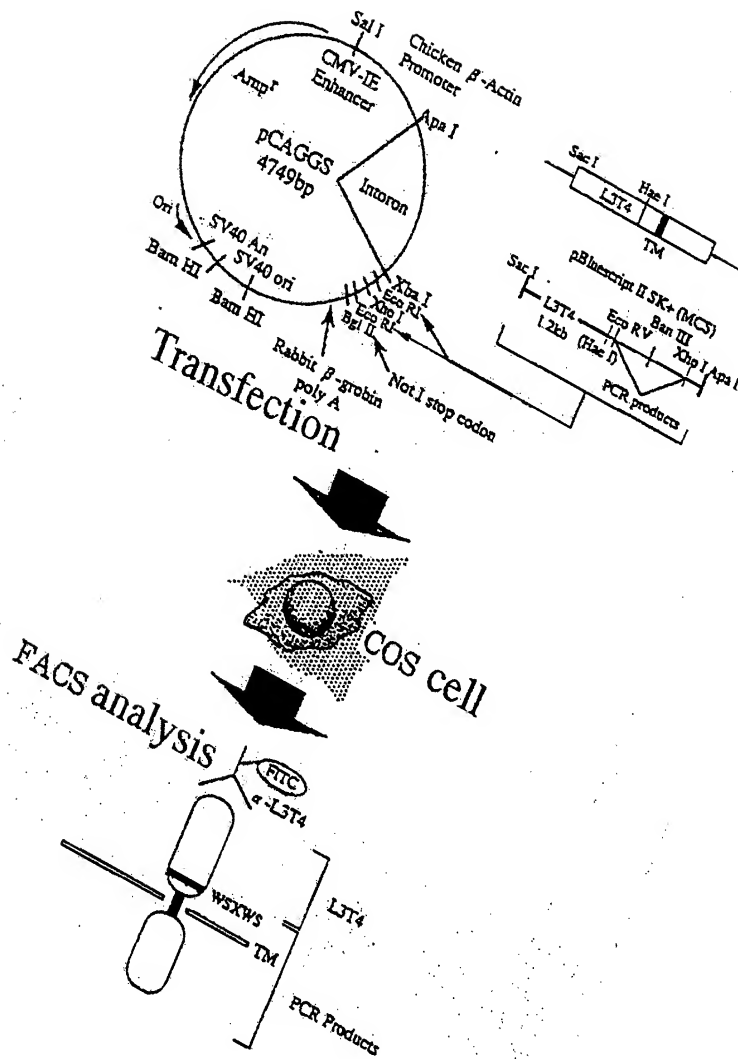 Sal I
Chicken β-Actin
Promoter
CMV-IE
Enhancer
Ampʳ
Apa I
pCAGGS
4749bp
Intoron
Ori
SV40 An
SV40 ori
Bam HI
Bam HI
Xba I
Eco RI
Xho I
Eco RI
Bgl II
Rabbit β-grobin
poly A
Not I stop codon
Sac I
Hae I
L3T4
TM
pBluescript II SK+ (MCS)
Sac I
L3T4
1.2kb
Eco RV
(Hae I)
Ban III
Xho I
Apa I
PCR products
Transfection
COS cell
FACS analysis
FITC
α-L3T4
WSXWS
TM
L3T4
PCR Products